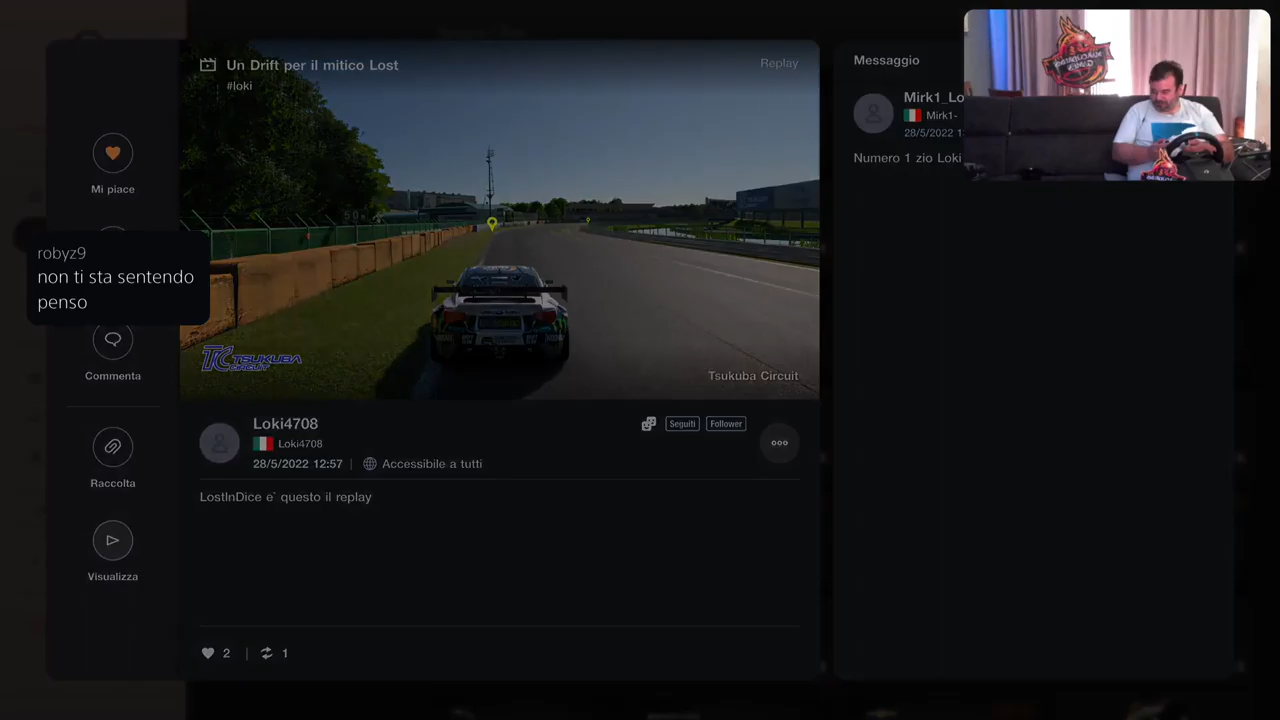 Un Drift per il mitico Lost
#loki
Replay
Mi piace
robyz9
non ti sta sentendo
penso
Commenta
Raccolta
Visualizza
TC TSUKUBA
CIRCUIT
Tsukuba Circuit
Loki4708
Loki4708
Seguiti
Follower
28/5/2022 12:57 | Accessibile a tutti
LostInDice e` questo il replay
2 | 1
Messaggio
Mirk1_Lo
Mirk1-
28/5/2022 1
Numero 1 zio Loki